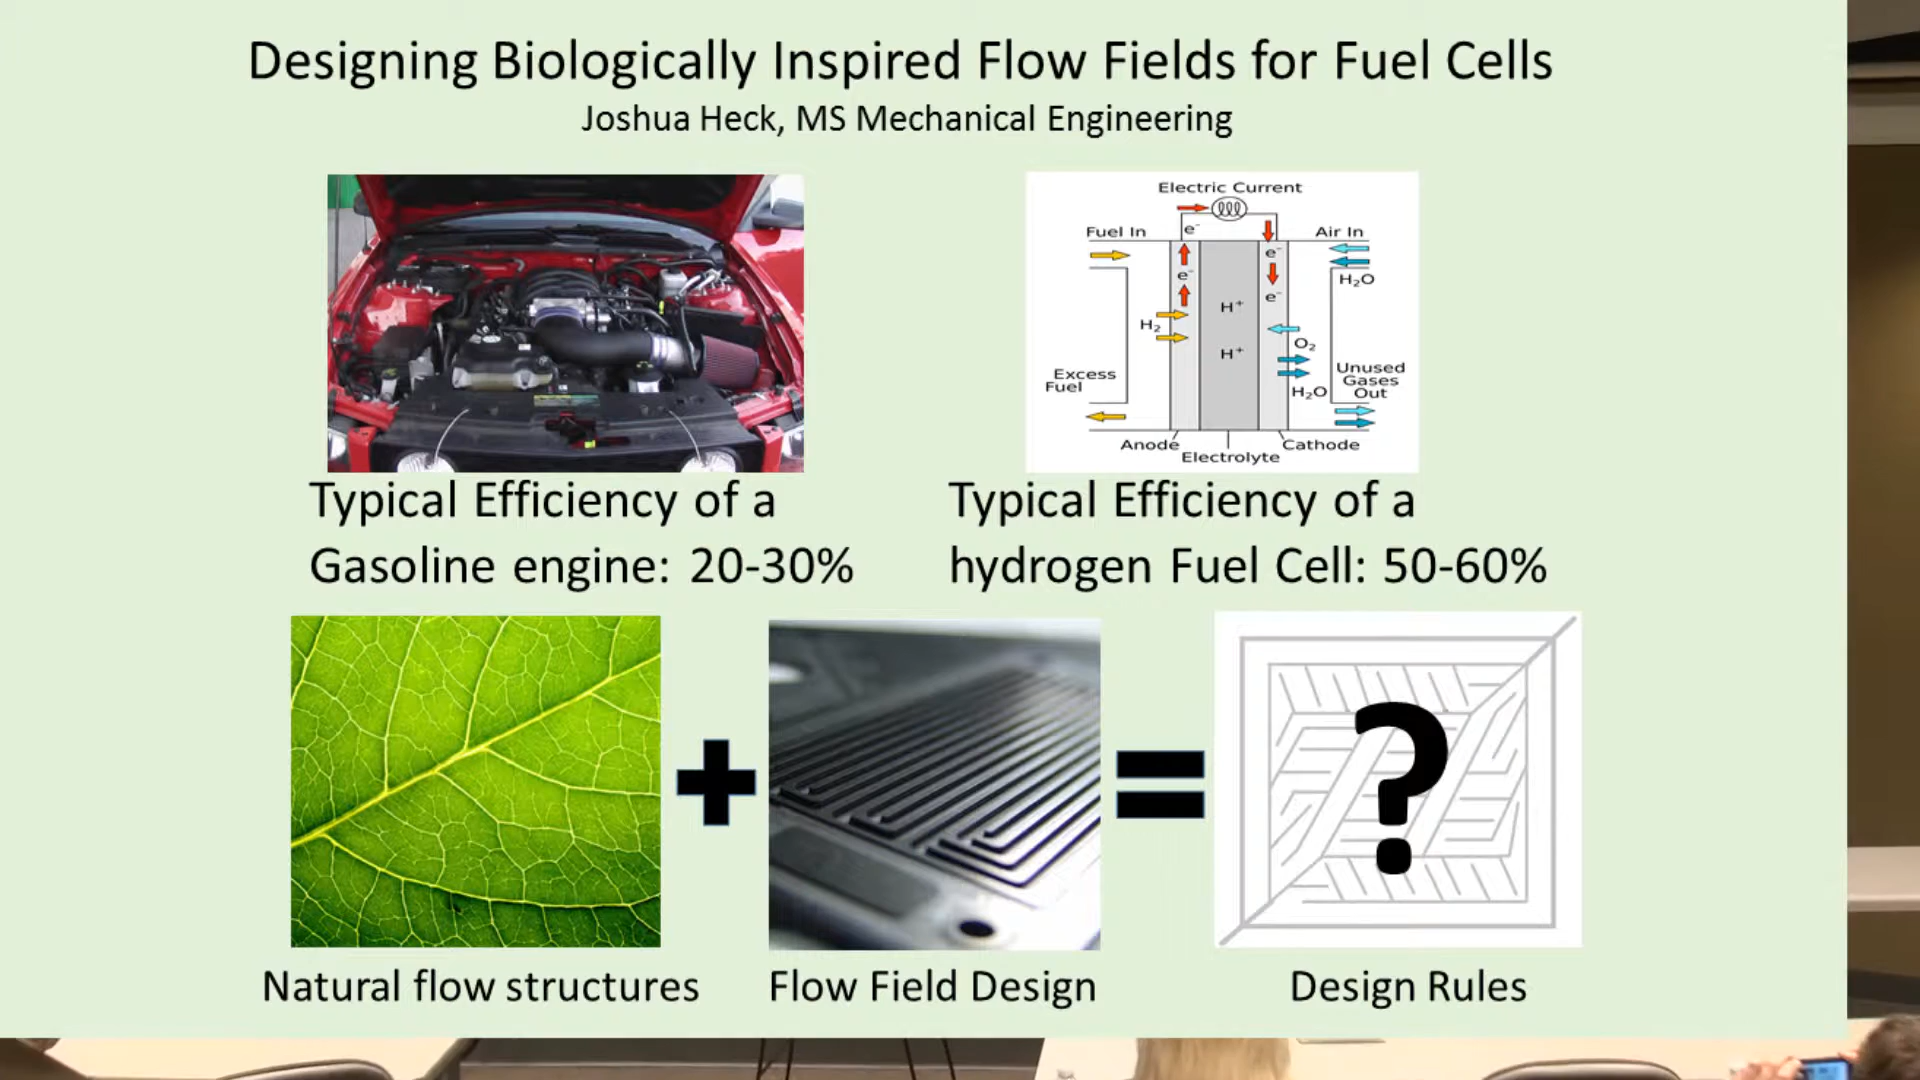 Designing Biologically Inspired Flow Fields for Fuel Cells
Joshua Heck, MS Mechanical Engineering
Electric Current
Fuel In
e⁻
Air In
e⁻
e⁻
H₂O
e⁻
H⁺
H₂
O₂
H⁺
Excess
Fuel
Unused
Gases
Out
H₂O
Anode
Cathode
Electrolyte
Typical Efficiency of a
Gasoline engine: 20-30%
Typical Efficiency of a
hydrogen Fuel Cell: 50-60%
+
=
?
Natural flow structures
Flow Field Design
Design Rules